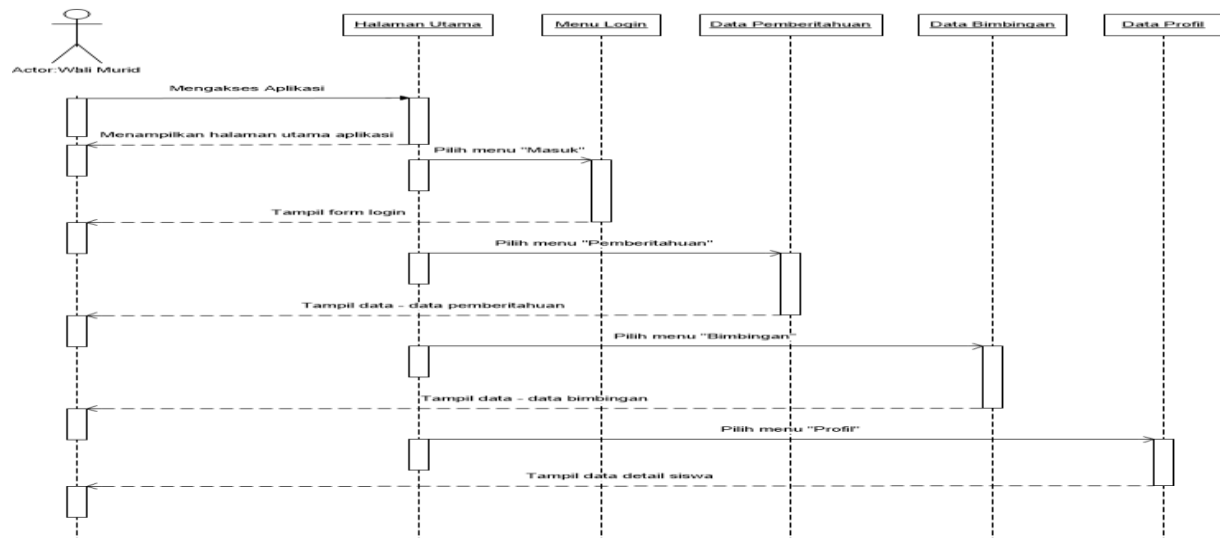 Halaman Utama
Menu Login
Data Pemberitahuan
Data Bimbingan
Data Profil
Actor:Wali Murid
Mengakses Aplikasi
Menampilkan halaman utama aplikasi
Pilih menu "Masuk"
Tampil form login
Pilih menu "Pemberitahuan"
Tampil data - data pemberitahuan
Pilih menu "Bimbingan"
Tampil data - data bimbingan
Pilih menu "Profil"
Tampil data detail siswa